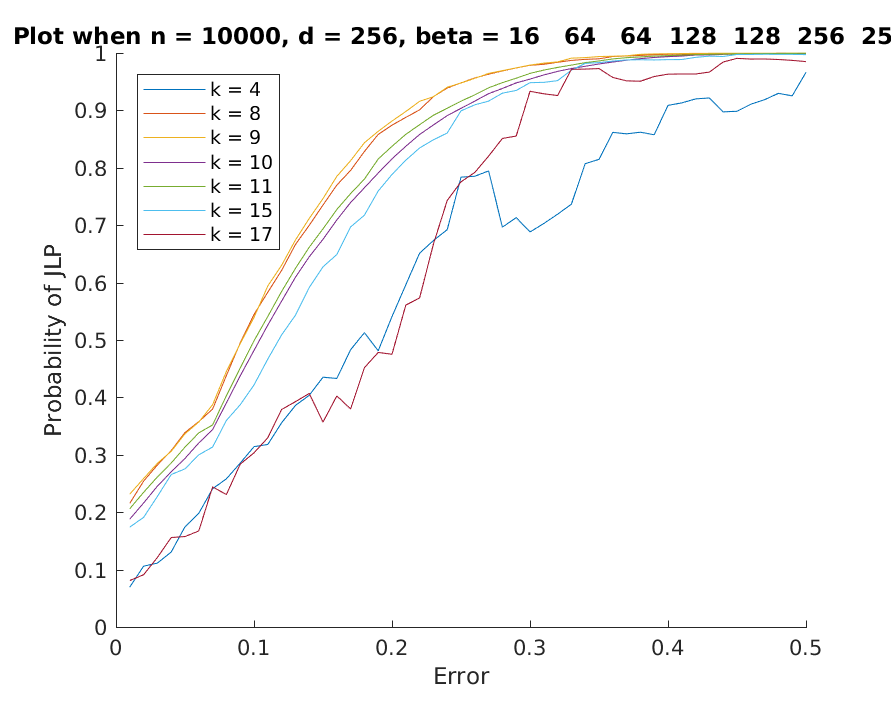 Plot when n = 10000, d = 256, beta = 16 64 64 128 128 256 25
1
0.9
0.8
0.7
0.6
0.5
0.4
0.3
0.2
0.1
0
Probability of JLP
k = 4
k = 8
k = 9
k = 10
k = 11
k = 15
k = 17
0 0.1 0.2 0.3 0.4 0.5
Error